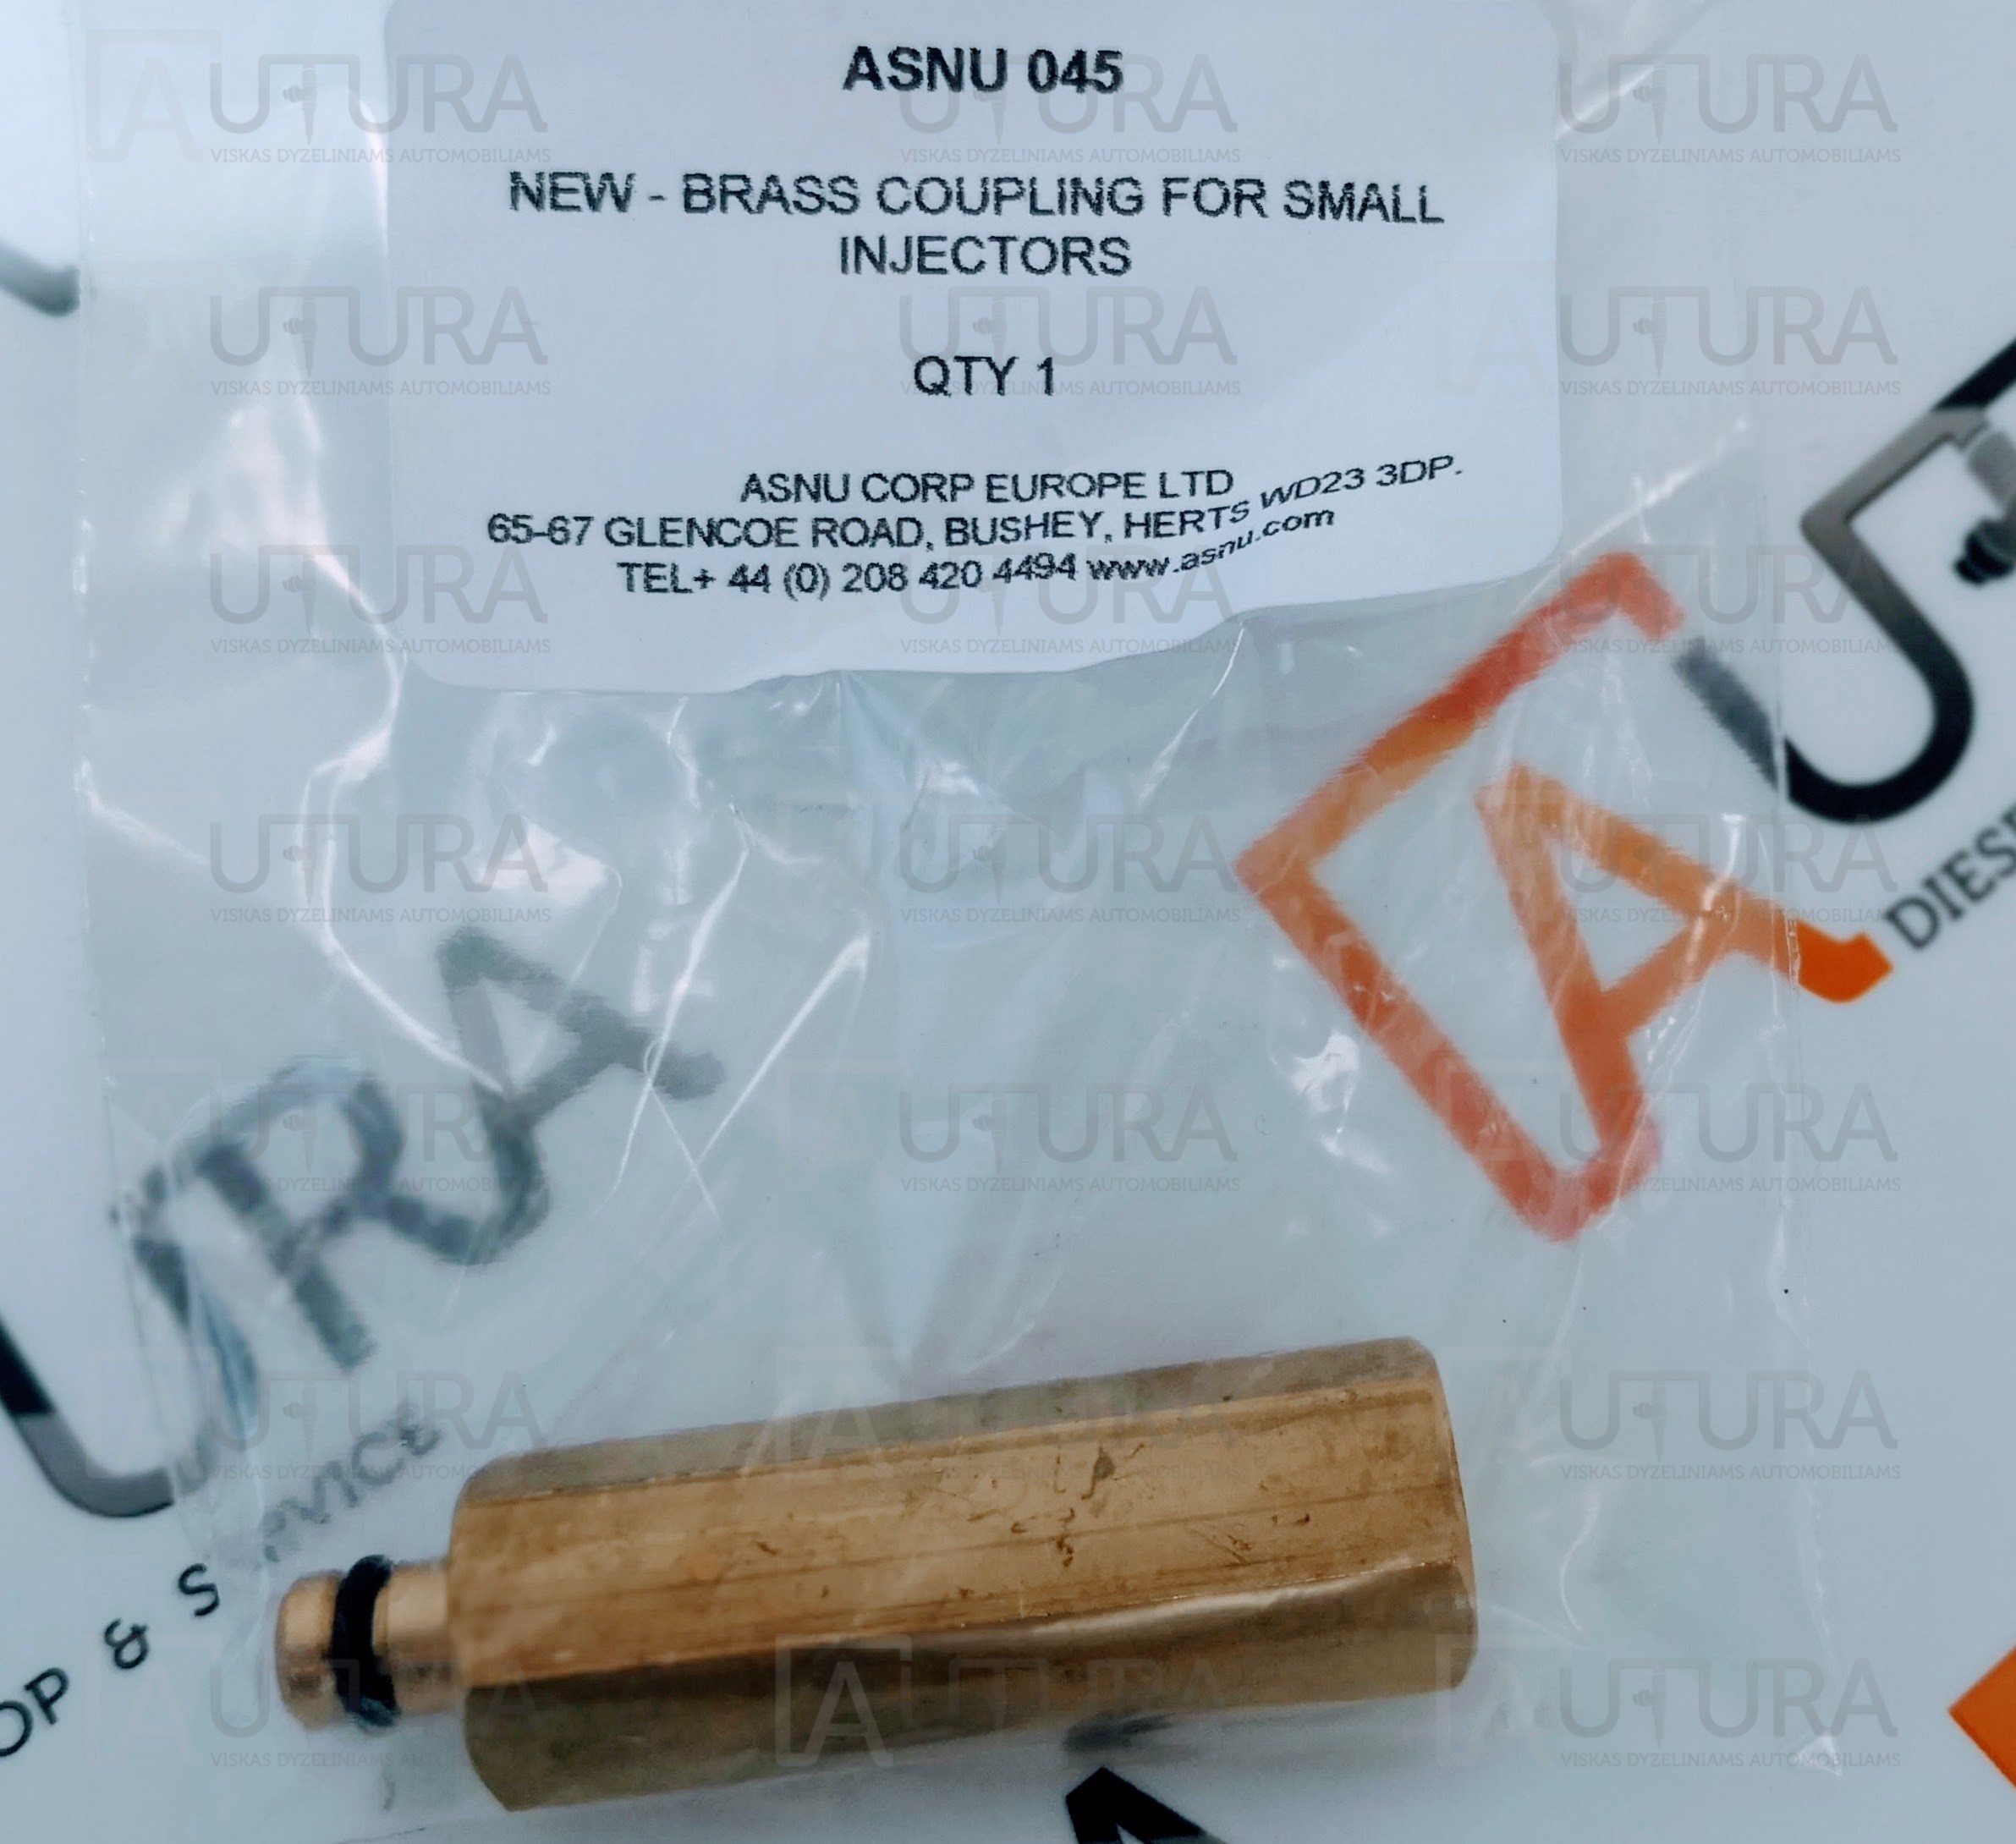 ASNU 045
NEW - BRASS COUPLING FOR SMALL
INJECTORS
QTY 1
ASNU CORP EUROPE LTD
65-67 GLENCOE ROAD, BUSHEY, HERTS WD23 3DP.
TEL+ 44 (0) 208 420 4494 www.asnu.com
AUTURA
VISKAS DYZELINIAMS AUTOMOBILIAMS